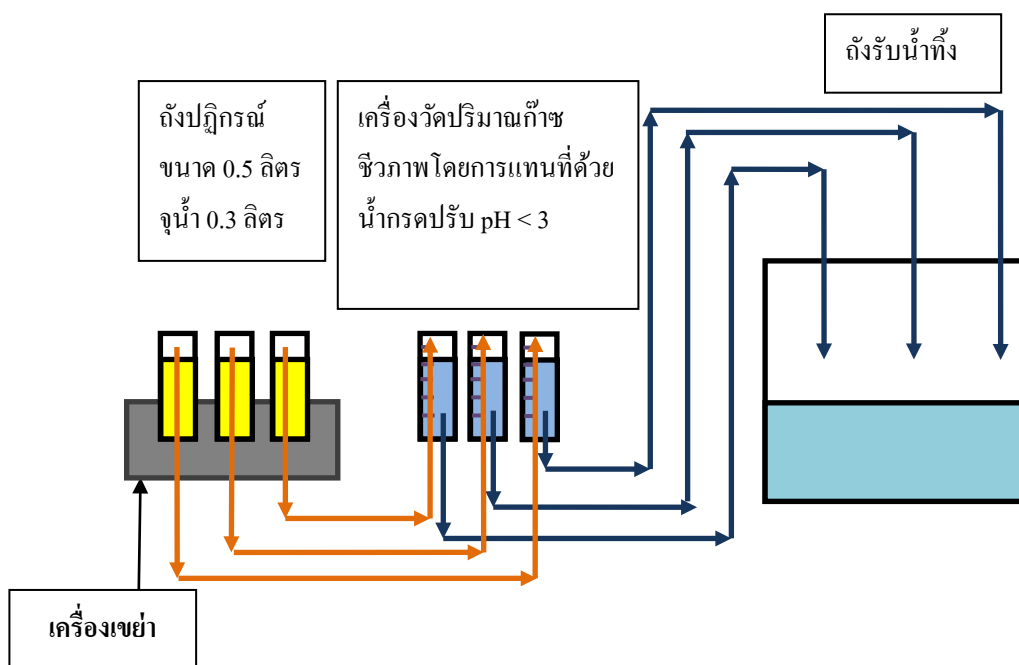 ถังรับน้ำทิ้ง
ถังปฏิกรณ์
ขนาด 0.5 ลิตร
จุน้ำ 0.3 ลิตร
เครื่องวัดปริมาณก๊าซ
ชีวภาพโดยการแทนที่ด้วย
น้ำกรดปรับ pH < 3
เครื่องเขย่า